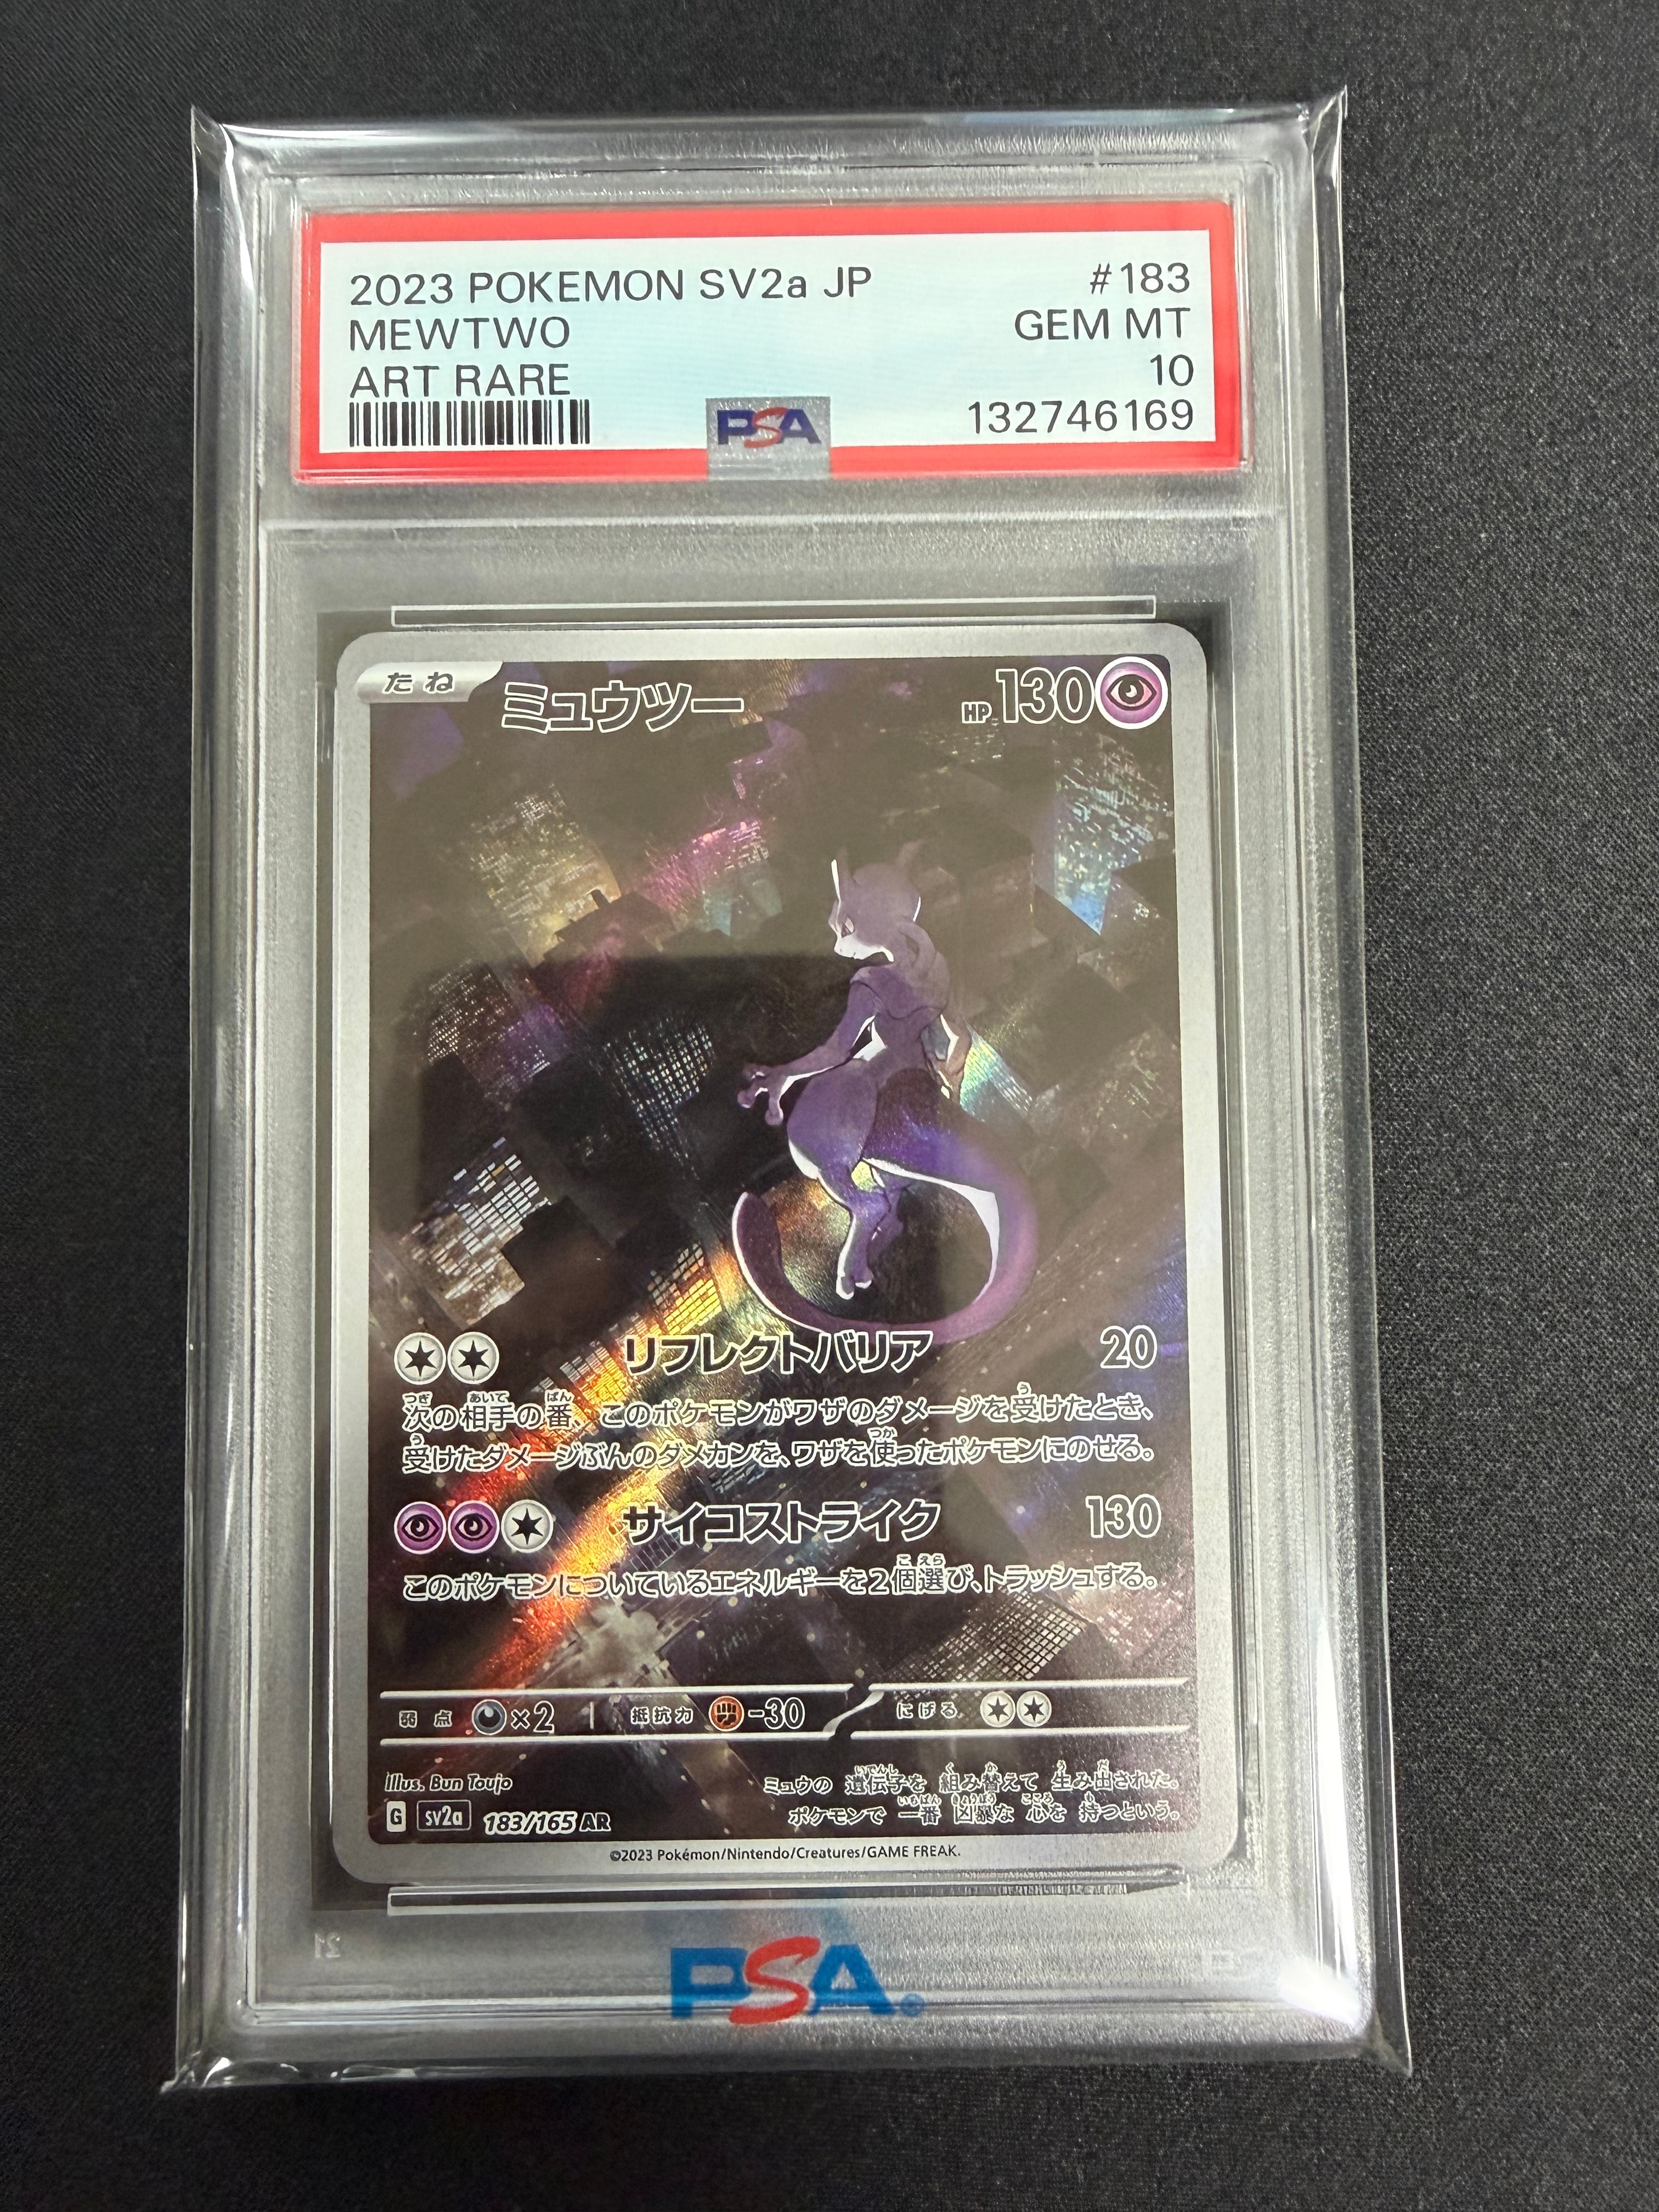 2023 POKEMON SV2a JP #183
MEWTWO GEM MT
ART RARE 10
132746169
PSA
たね ミュウツー HP 130
リフレクトバリア 20
次の相手の番、このポケモンがワザのダメージを受けたとき、
受けたダメージぶんのダメカンを、ワザを使ったポケモンにのせる。
サイコストライク 130
このポケモンについているエネルギーを2個選び、トラッシュする。
弱点 ×2 抵抗力 -30 にげる
Illus. Bun Toujo
ミュウの 遺伝子を 組み替えて 生み出された。
ポケモンで 一番 凶暴な 心を 持つという。
G sv2a 183/165 AR
©2023 Pokémon/Nintendo/Creatures/GAME FREAK.
PSA®